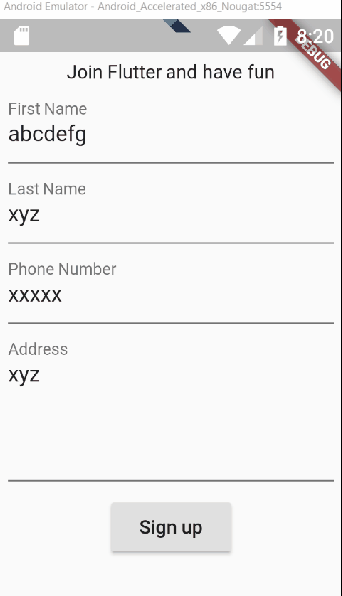 Android Emulator - Android_Accelerated_x86_Nougat:5554
8:20
DEBUG
Join Flutter and have fun
First Name
abcdefg
Last Name
xyz
Phone Number
xxxxx
Address
xyz
Sign up